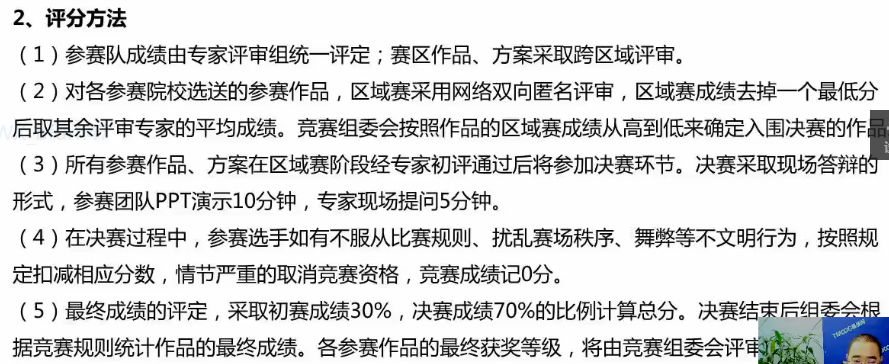 2、评分方法
（1）参赛队成绩由专家评审组统一评定；赛区作品、方案采取跨区域评审。
（2）对各参赛院校选送的参赛作品，区域赛采用网络双向匿名评审，区域赛成绩去掉一个最低分
后取其余评审专家的平均成绩。竞赛组委会按照作品的区域赛成绩从高到低来确定入围决赛的作品
（3）所有参赛作品、方案在区域赛阶段经专家初评通过后将参加决赛环节。决赛采取现场答辩的
形式，参赛团队PPT演示10分钟，专家现场提问5分钟。
（4）在决赛过程中，参赛选手如有不服从比赛规则、扰乱赛场秩序、舞弊等不文明行为，按照规
定扣减相应分数，情节严重的取消竞赛资格，竞赛成绩记0分。
（5）最终成绩的评定，采取初赛成绩30%，决赛成绩70%的比例计算总分。决赛结束后组委会根
据竞赛规则统计作品的最终成绩。各参赛作品的最终获奖等级，将由竞赛组委会评审